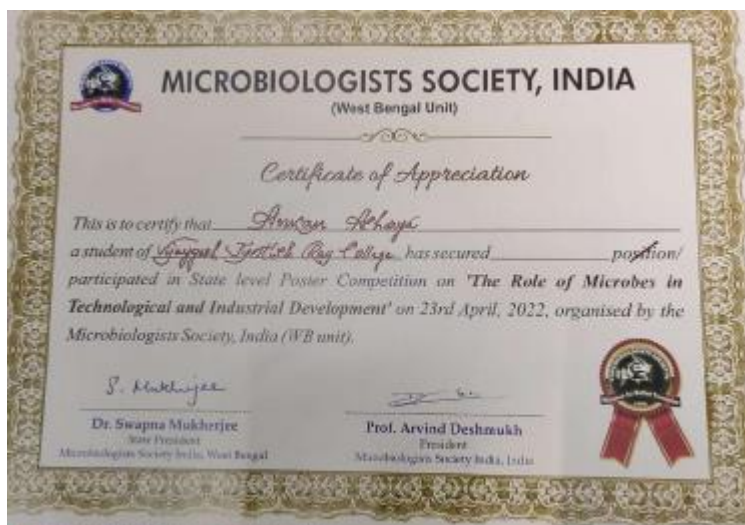 MICROBIOLOGISTS SOCIETY, INDIA
(West Bengal Unit)
Certificate of Appreciation
This is to certify that
a student of College has secured position/
participated in State level Poster Competition on 'The Role of Microbes in
Technological and Industrial Development' on 23rd April, 2022, organised by the
Microbiologists Society, India (WB unit).
S. Mukherjee
Dr. Swapna Mukherjee
State President
Microbiologists Society India, West Bengal
Prof. Arvind Deshmukh
President
Microbiologists Society India, India